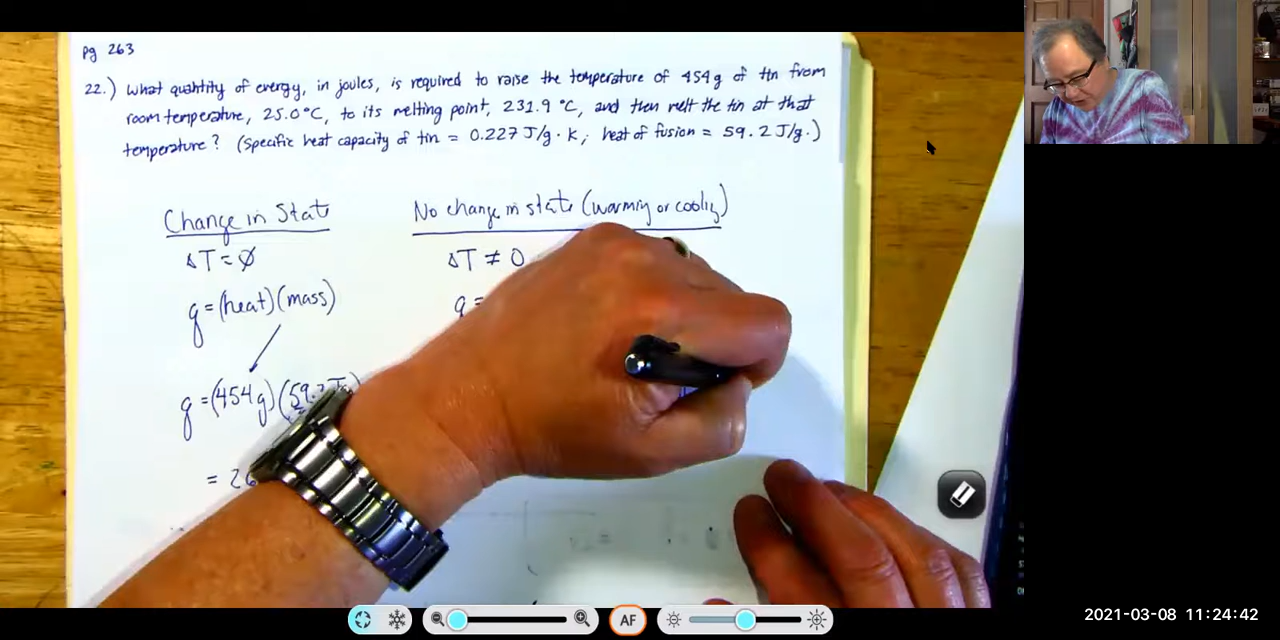 pg 263
22.) What quantity of energy, in joules, is required to raise the temperature of 454 g of tin from
room temperature, 25.0 °C, to its melting point, 231.9 °C, and then melt the tin at that
temperature? (Specific heat capacity of tin = 0.227 J/g·K; heat of fusion = 59.2 J/g.)
Change in State
No change in state (warming or cooling)
ΔT = Ø
ΔT ≠ 0
q = (heat)(mass)
q =
q = (454 g)(59.2
= 26
AF
2021-03-08 11:24:42